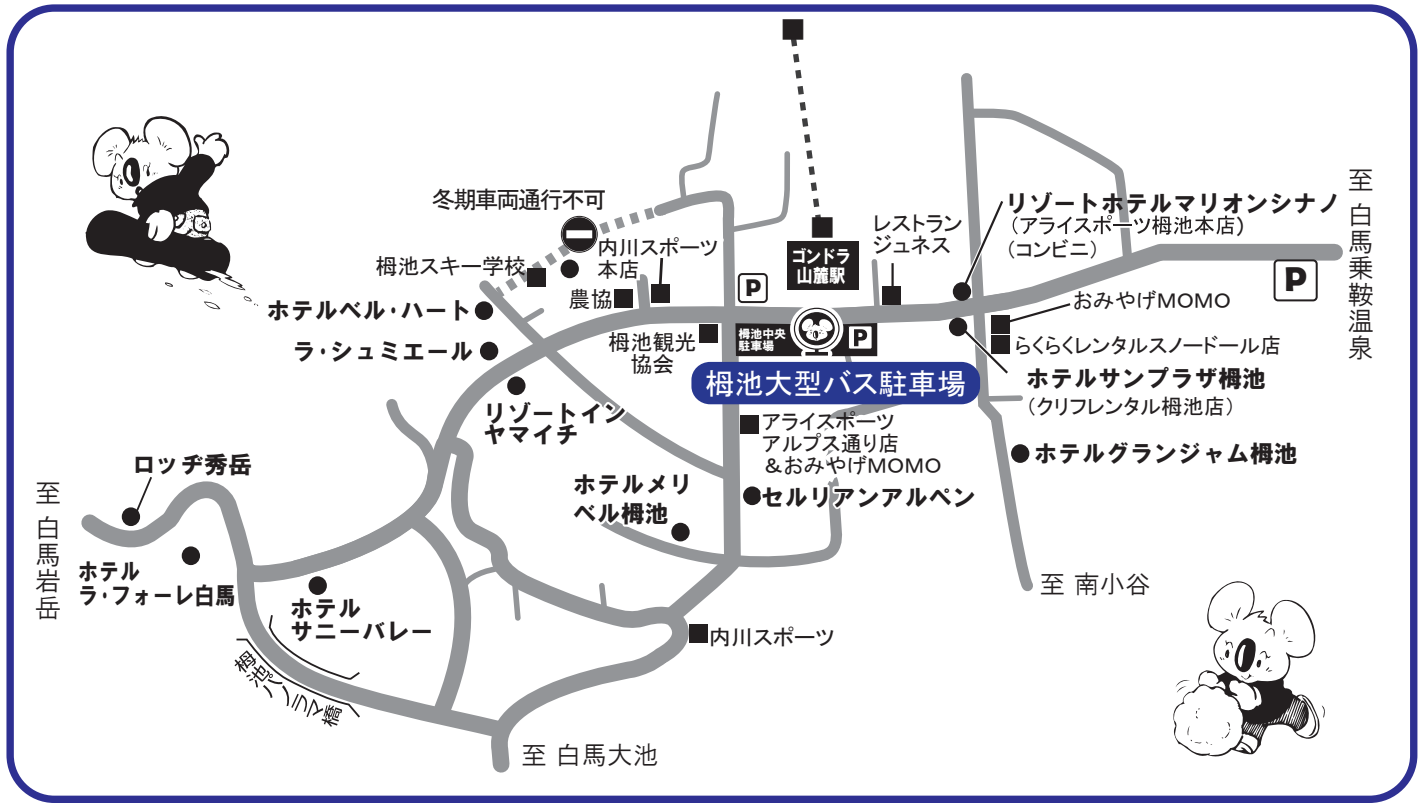 冬期車両通行不可
内川スポーツ
本店
栂池スキー学校
農協
ホテルベル・ハート
ラ・シュミエール
リゾートイン
ヤマイチ
栂池観光
協会
P
ゴンドラ
山麓駅
栂池中央
駐車場
P
栂池大型バス駐車場
レストラン
ジュネス
リゾートホテルマリオンシナノ
（アライスポーツ栂池本店）
（コンビニ）
至 白馬乗鞍温泉
P
おみやげMOMO
らくらくレンタルスノードール店
ホテルサンプラザ栂池
（クリフレンタル栂池店）
ホテルグランジャム栂池
アライスポーツ
アルプス通り店
＆おみやげMOMO
セルリアンアルペン
ホテルメリ
ベル栂池
ロッヂ秀岳
至 白馬岩岳
ホテル
ラ・フォーレ白馬
ホテル
サニーバレー
栂池パノラマ橋
内川スポーツ
至 南小谷
至 白馬大池